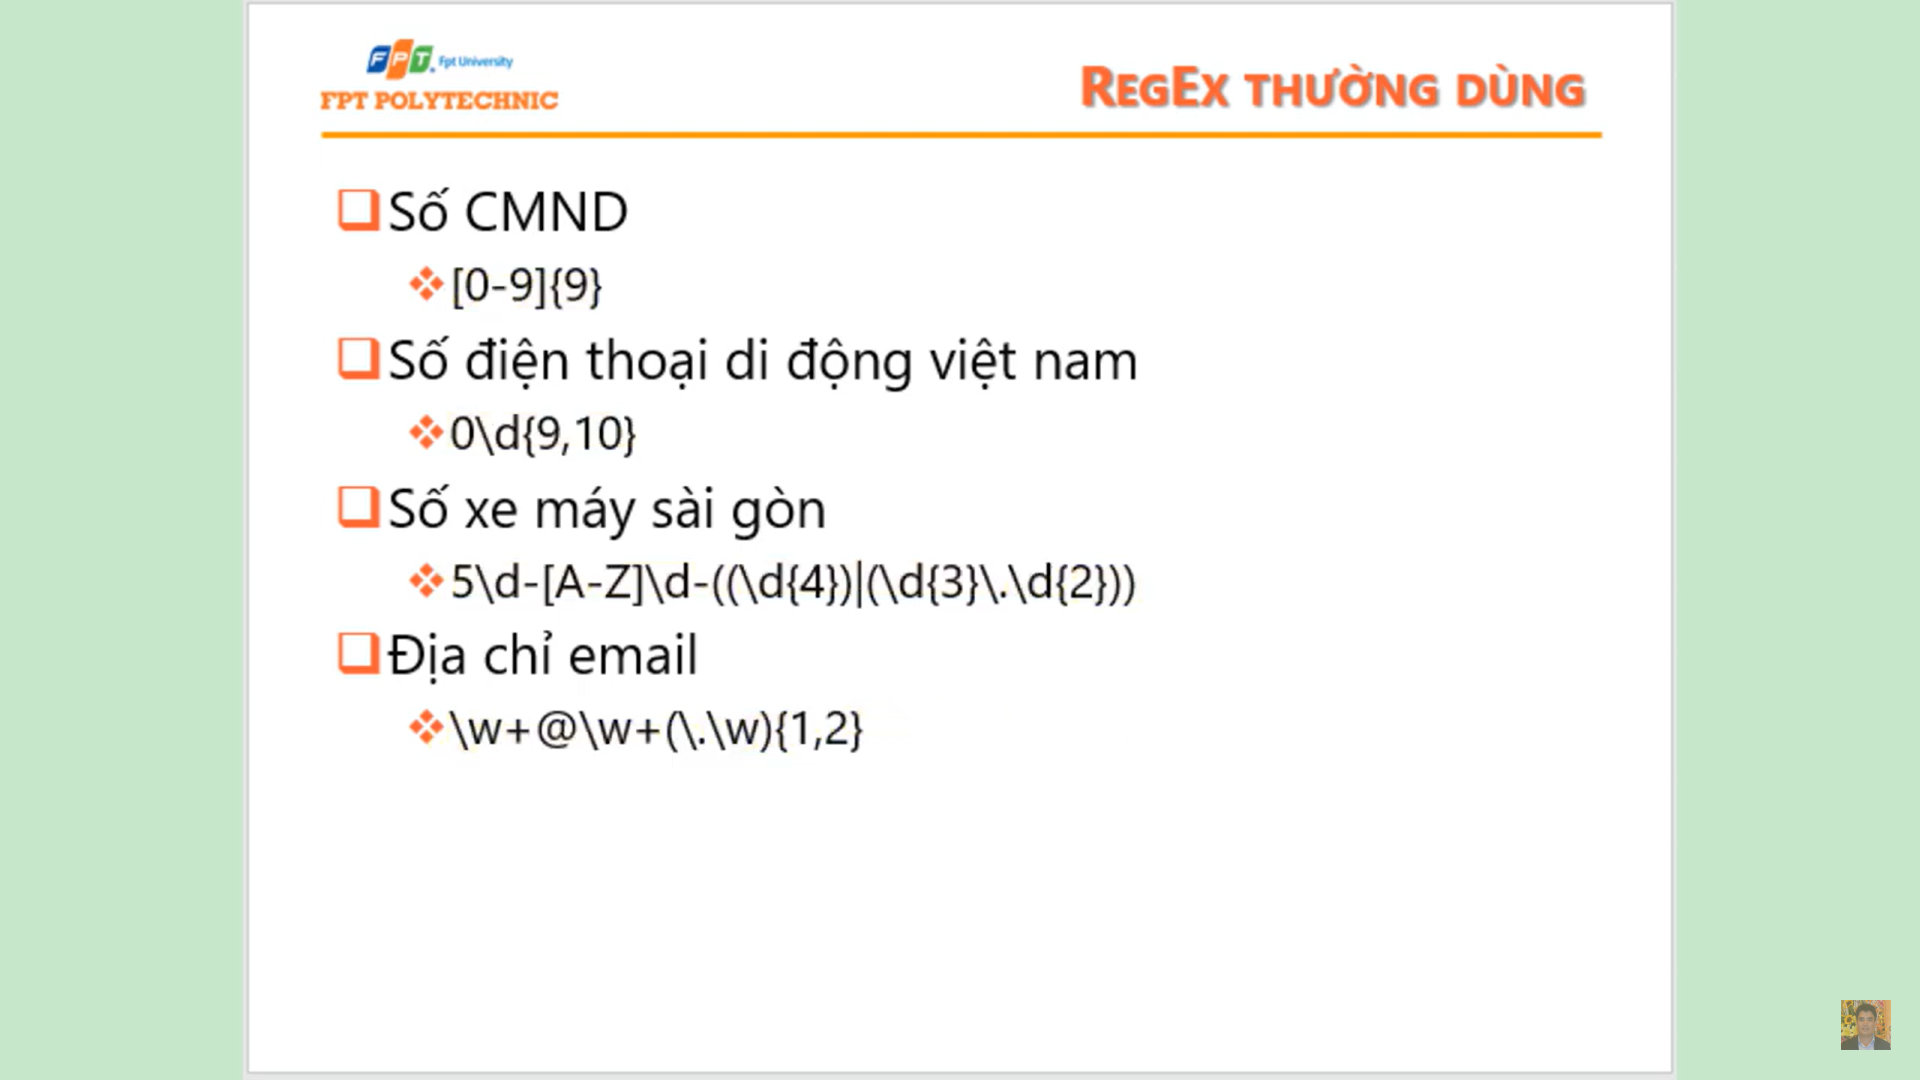 FPT Fpt University
FPT POLYTECHNIC
REGEX THƯỜNG DÙNG
Số CMND
[0-9]{9}
Số điện thoại di động việt nam
0\d{9,10}
Số xe máy sài gòn
5\d-[A-Z]\d-((\d{4})|(\d{3}\.\d{2}))
Địa chỉ email
\w+@\w+(\.\w){1,2}